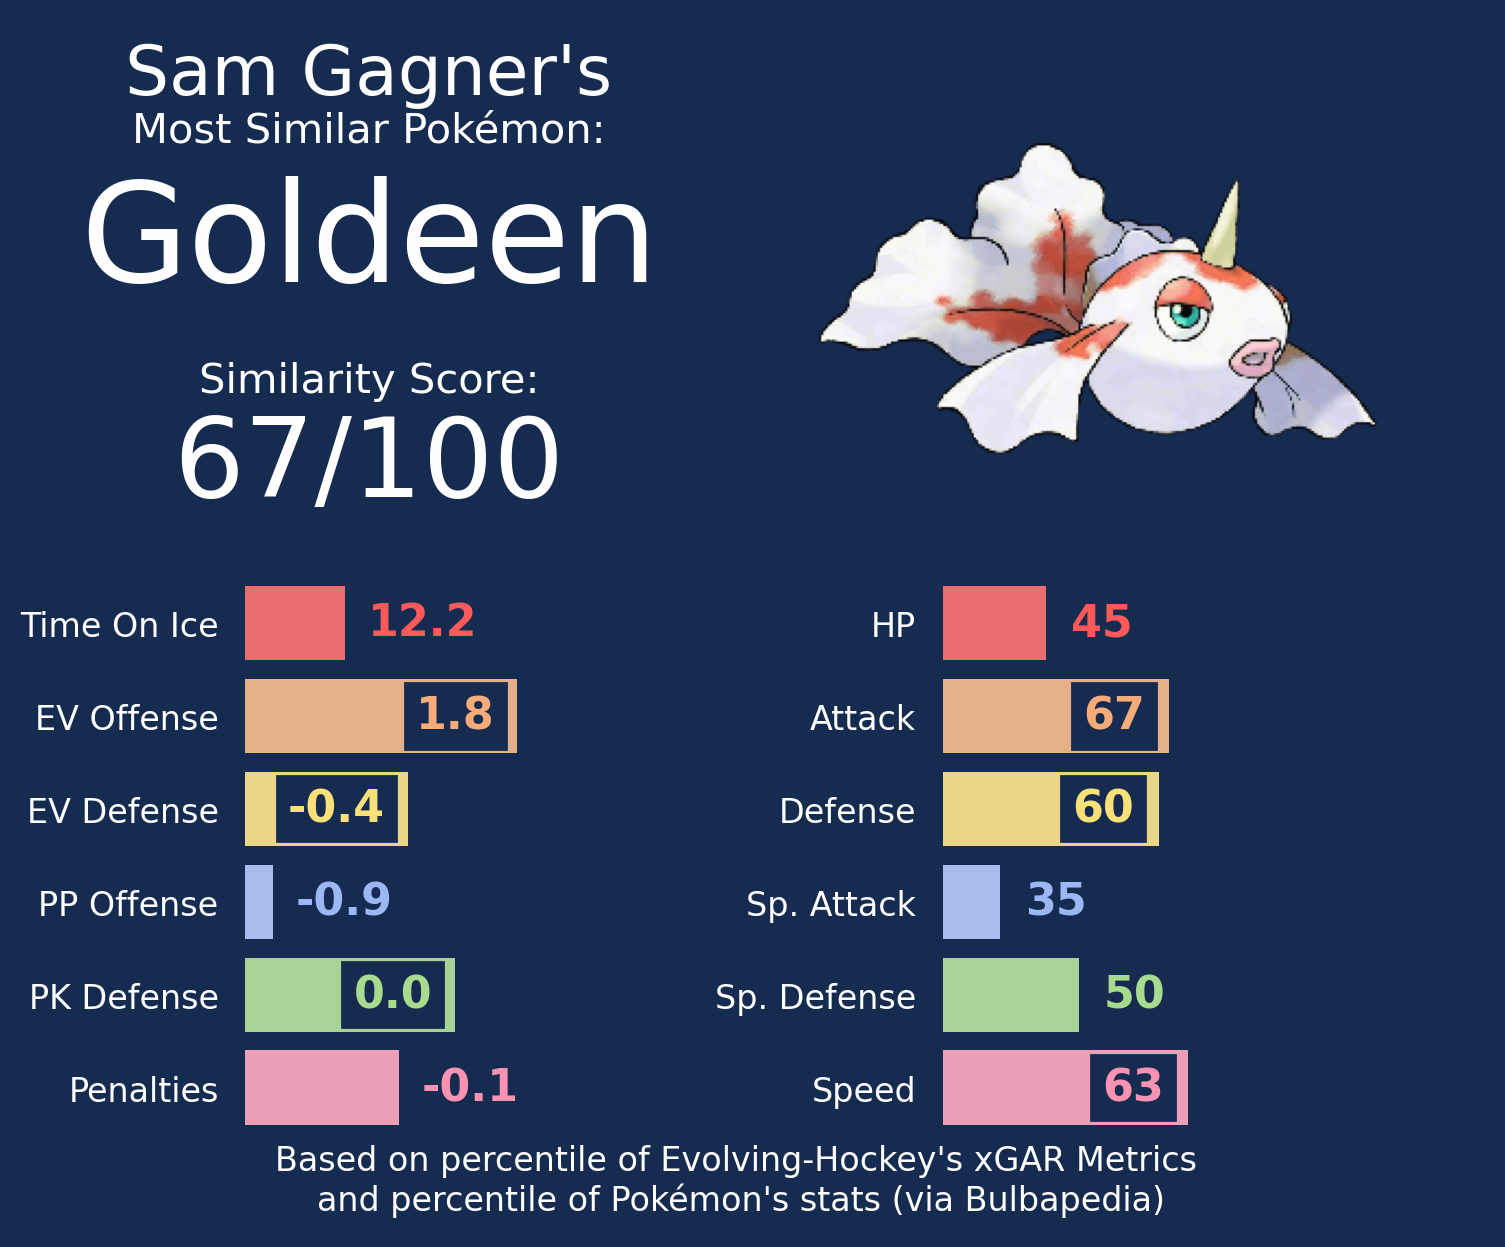 Sam Gagner's
Most Similar Pokémon:
Goldeen
Similarity Score:
67/100
Time On Ice 12.2
EV Offense 1.8
EV Defense -0.4
PP Offense -0.9
PK Defense 0.0
Penalties -0.1
HP 45
Attack 67
Defense 60
Sp. Attack 35
Sp. Defense 50
Speed 63
Based on percentile of Evolving-Hockey's xGAR Metrics
and percentile of Pokémon's stats (via Bulbapedia)